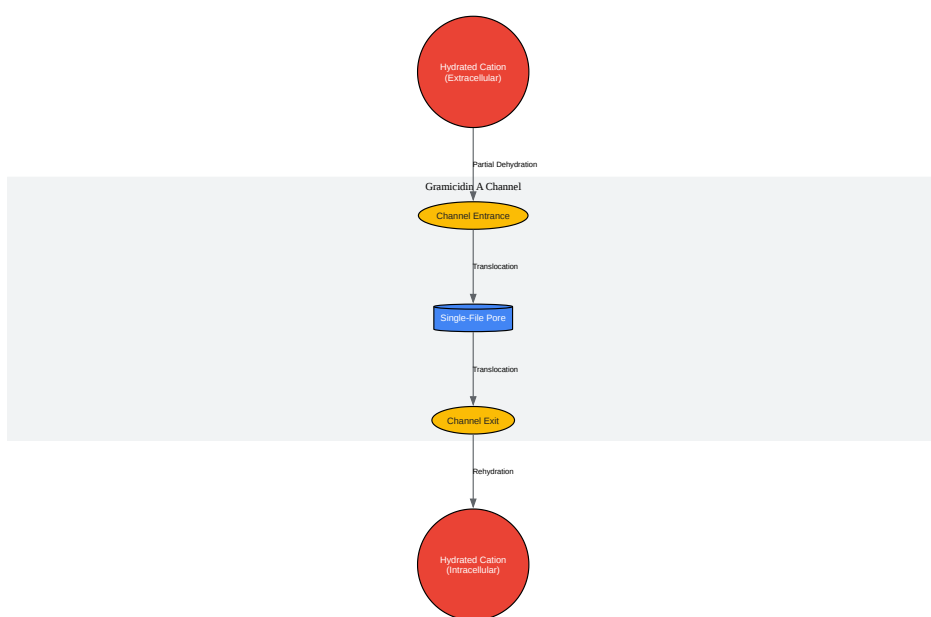 Hydrated Cation
(Extracellular)
Partial Dehydration
Gramicidin A Channel
Channel Entrance
Translocation
Single-File Pore
Translocation
Channel Exit
Rehydration
Hydrated Cation
(Intracellular)